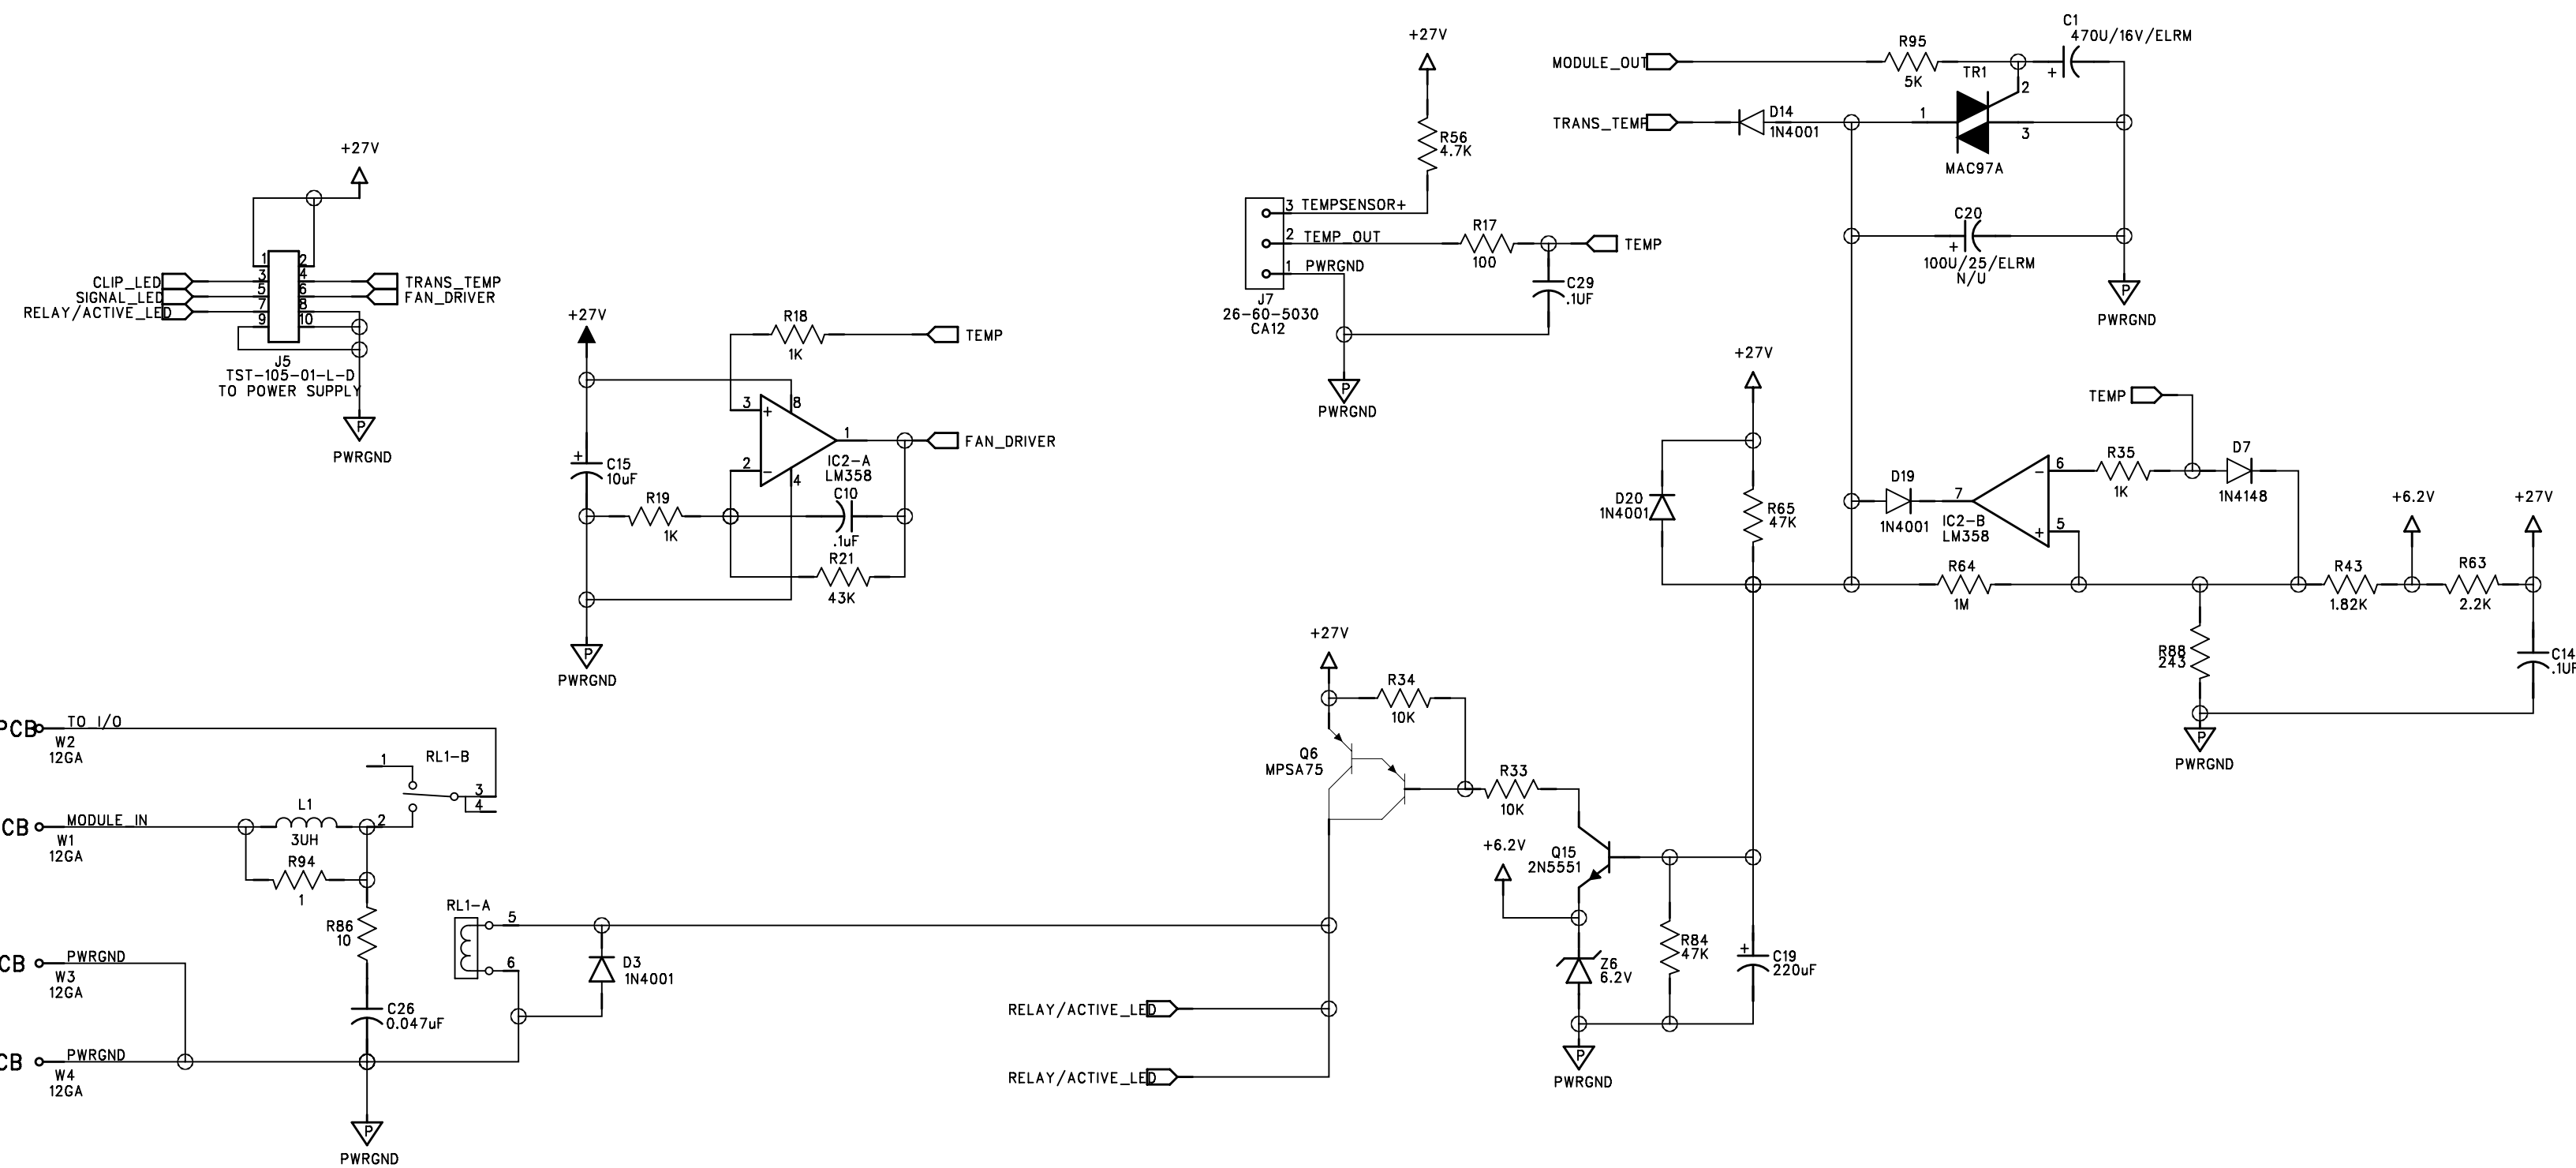 C1
470U/16V/ELRM
+27V
R95
MODULE_OUT
TR1
5K
+
2
TRANS_TEMP
D14
1N4001
1
3
R56
4.7K
MAC97A
+27V
3 TEMPSENSOR+
C20
+
100U/25/ELRM
N/U
2 TEMP_OUT
R17
100
TEMP
1 PWRGND
J7
26-60-5030
CA12
C29
.1UF
P
PWRGND
1
2
CLIP_LED
3
4
TRANS_TEMP
SIGNAL_LED
5
6
FAN_DRIVER
RELAY/ACTIVE_LED
7
8
9
10
J5
TST-105-01-L-D
TO POWER SUPPLY
P
PWRGND
+27V
R18
1K
TEMP
3
+
8
1
FAN_DRIVER
2
–
IC2-A
LM358
4
+
C15
10uF
R19
1K
C10
.1uF
R21
43K
P
PWRGND
P
PWRGND
+27V
TEMP
D20
1N4001
R65
47K
D19
1N4001
7
IC2-B
LM358
–
6
+
5
R35
1K
D7
1N4148
+6.2V
+27V
R64
1M
R43
1.82K
R63
2.2K
R88
243
C14
.1UF
P
PWRGND
+27V
R34
10K
Q6
MPSA75
R33
10K
+6.2V
Q15
2N5551
Z6
6.2V
R84
47K
+
C19
220uF
P
PWRGND
PCB
TO_I/O
W2
12GA
1
RL1-B
3
4
CB
MODULE_IN
W1
12GA
L1
3UH
2
R94
1
R86
10
RL1-A
5
6
D3
1N4001
CB
PWRGND
W3
12GA
C26
0.047uF
RELAY/ACTIVE_LED
CB
PWRGND
W4
12GA
RELAY/ACTIVE_LED
P
PWRGND